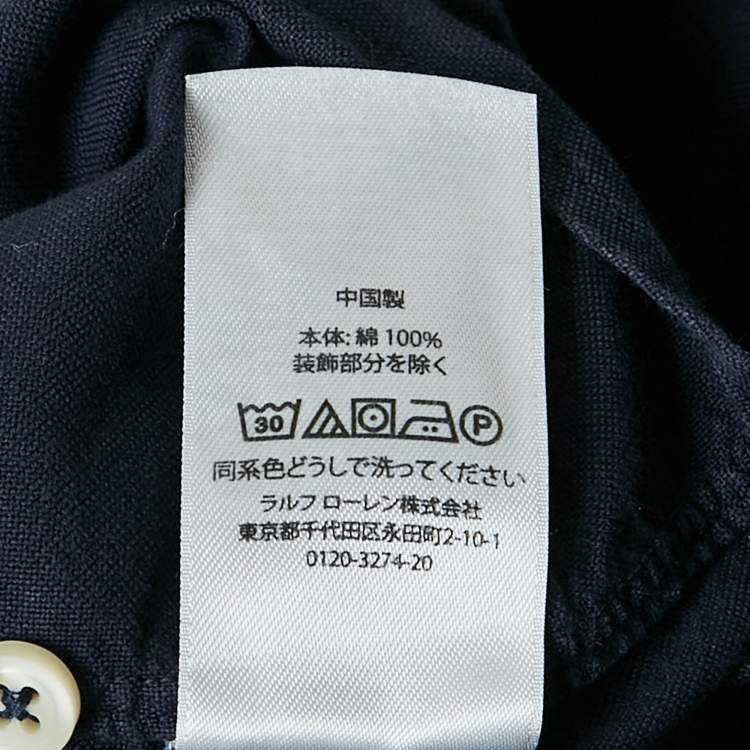 中国製
本体: 綿 100%
装飾部分を除く
30 P
同系色どうしで洗ってください
ラルフ ローレン株式会社
東京都千代田区永田町2-10-1
0120-3274-20